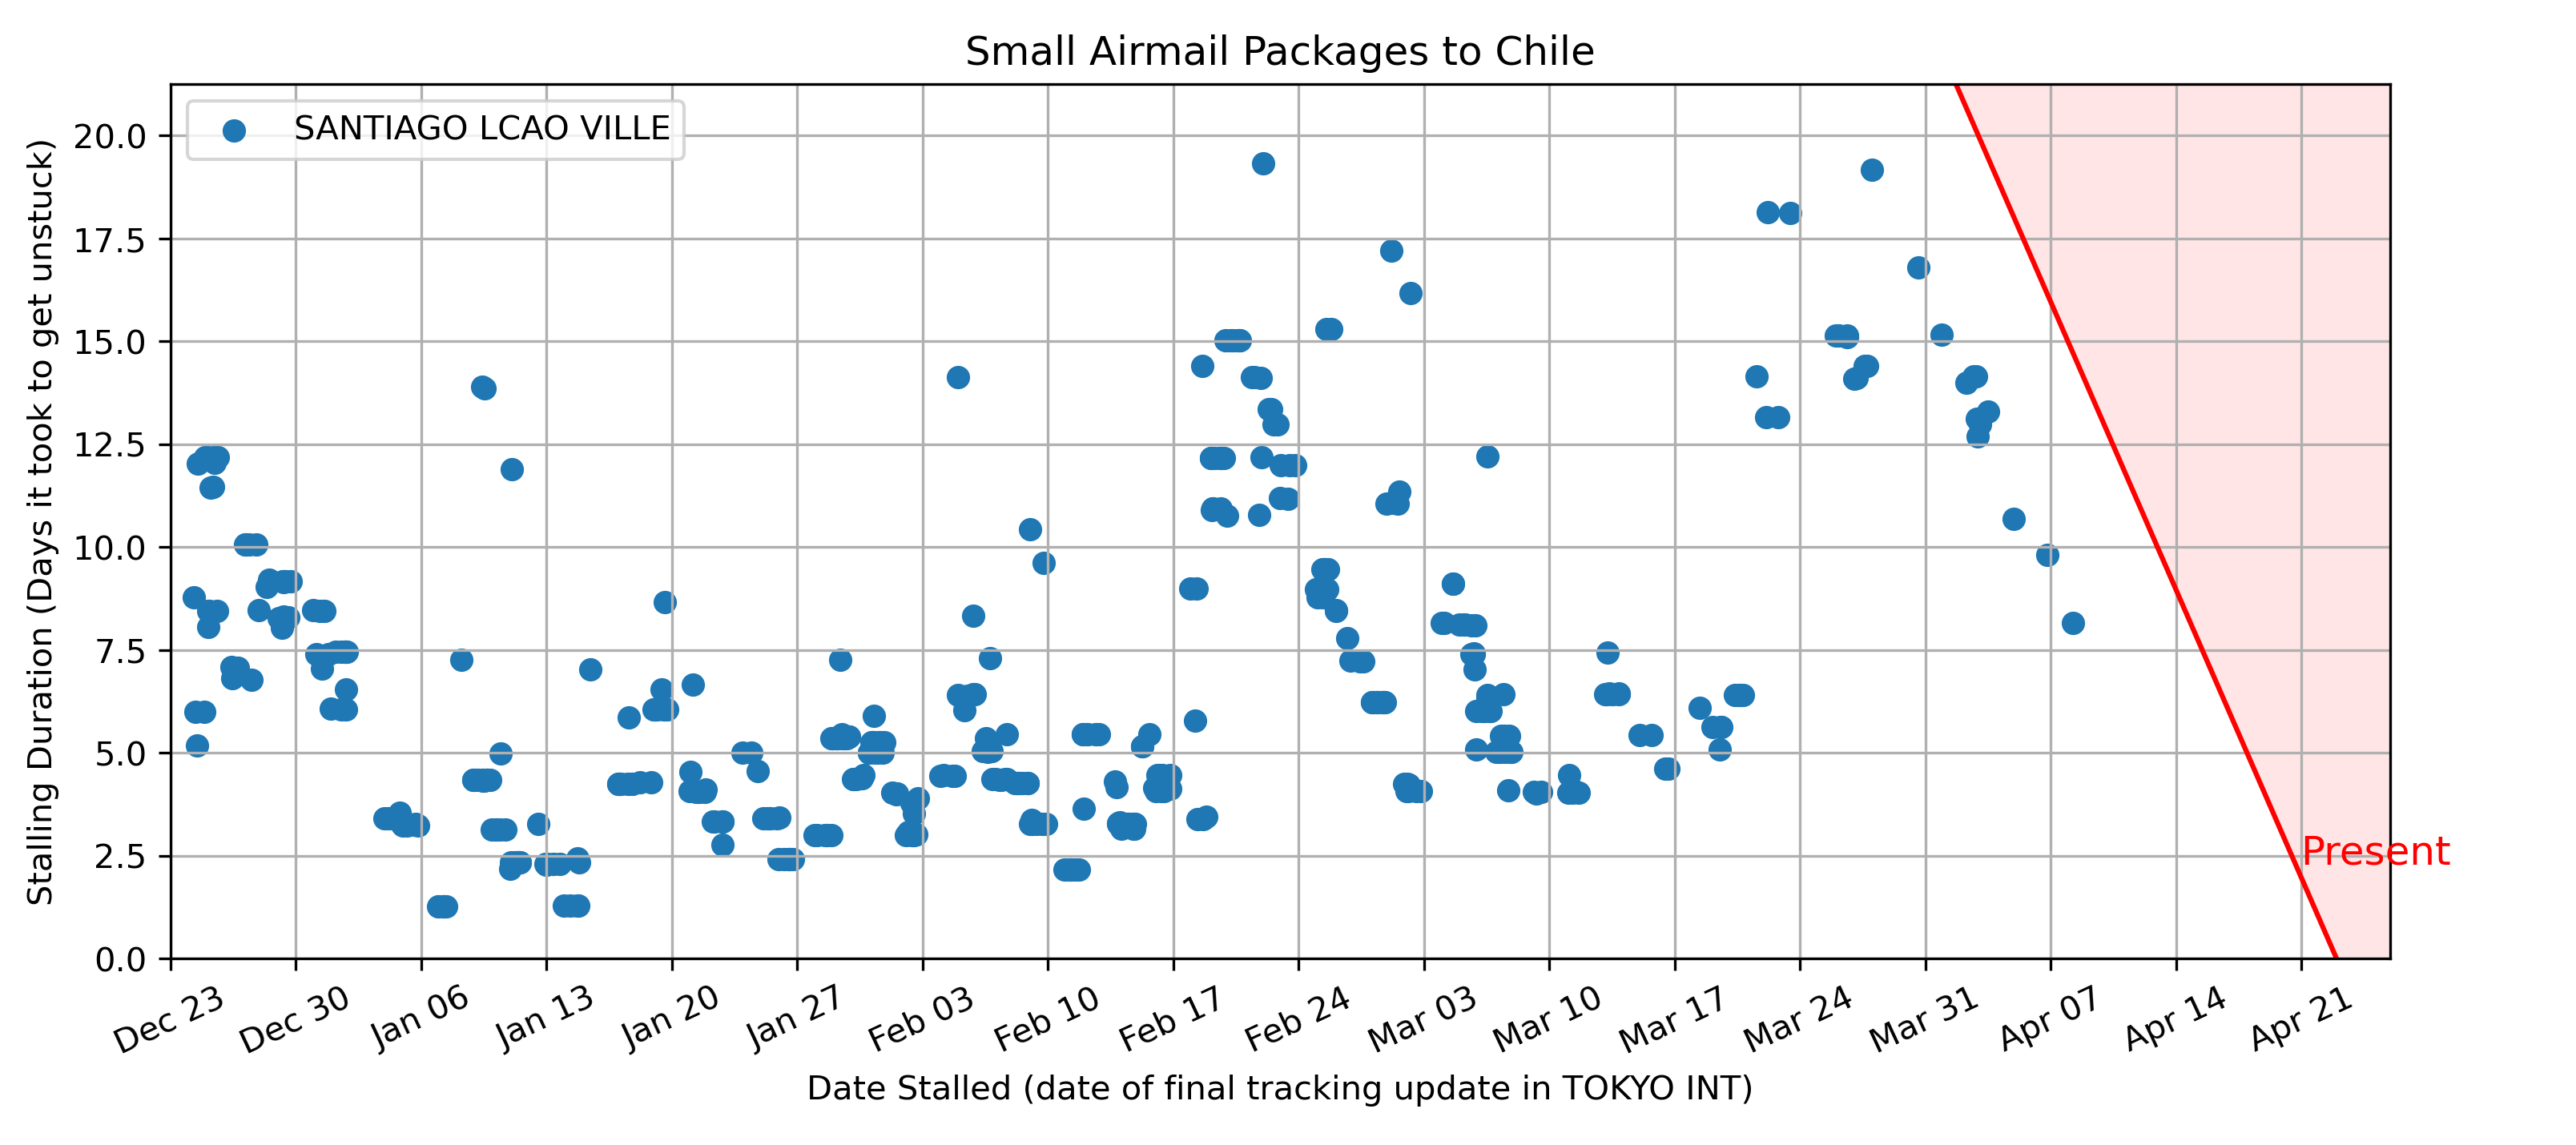 Small Airmail Packages to Chile
SANTIAGO LCAO VILLE
Stalling Duration (Days it took to get unstuck)
20.0
17.5
15.0
12.5
10.0
7.5
5.0
2.5
0.0
Present
Dec 23
Dec 30
Jan 06
Jan 13
Jan 20
Jan 27
Feb 03
Feb 10
Feb 17
Feb 24
Mar 03
Mar 10
Mar 17
Mar 24
Mar 31
Apr 07
Apr 14
Apr 21
Date Stalled (date of final tracking update in TOKYO INT)